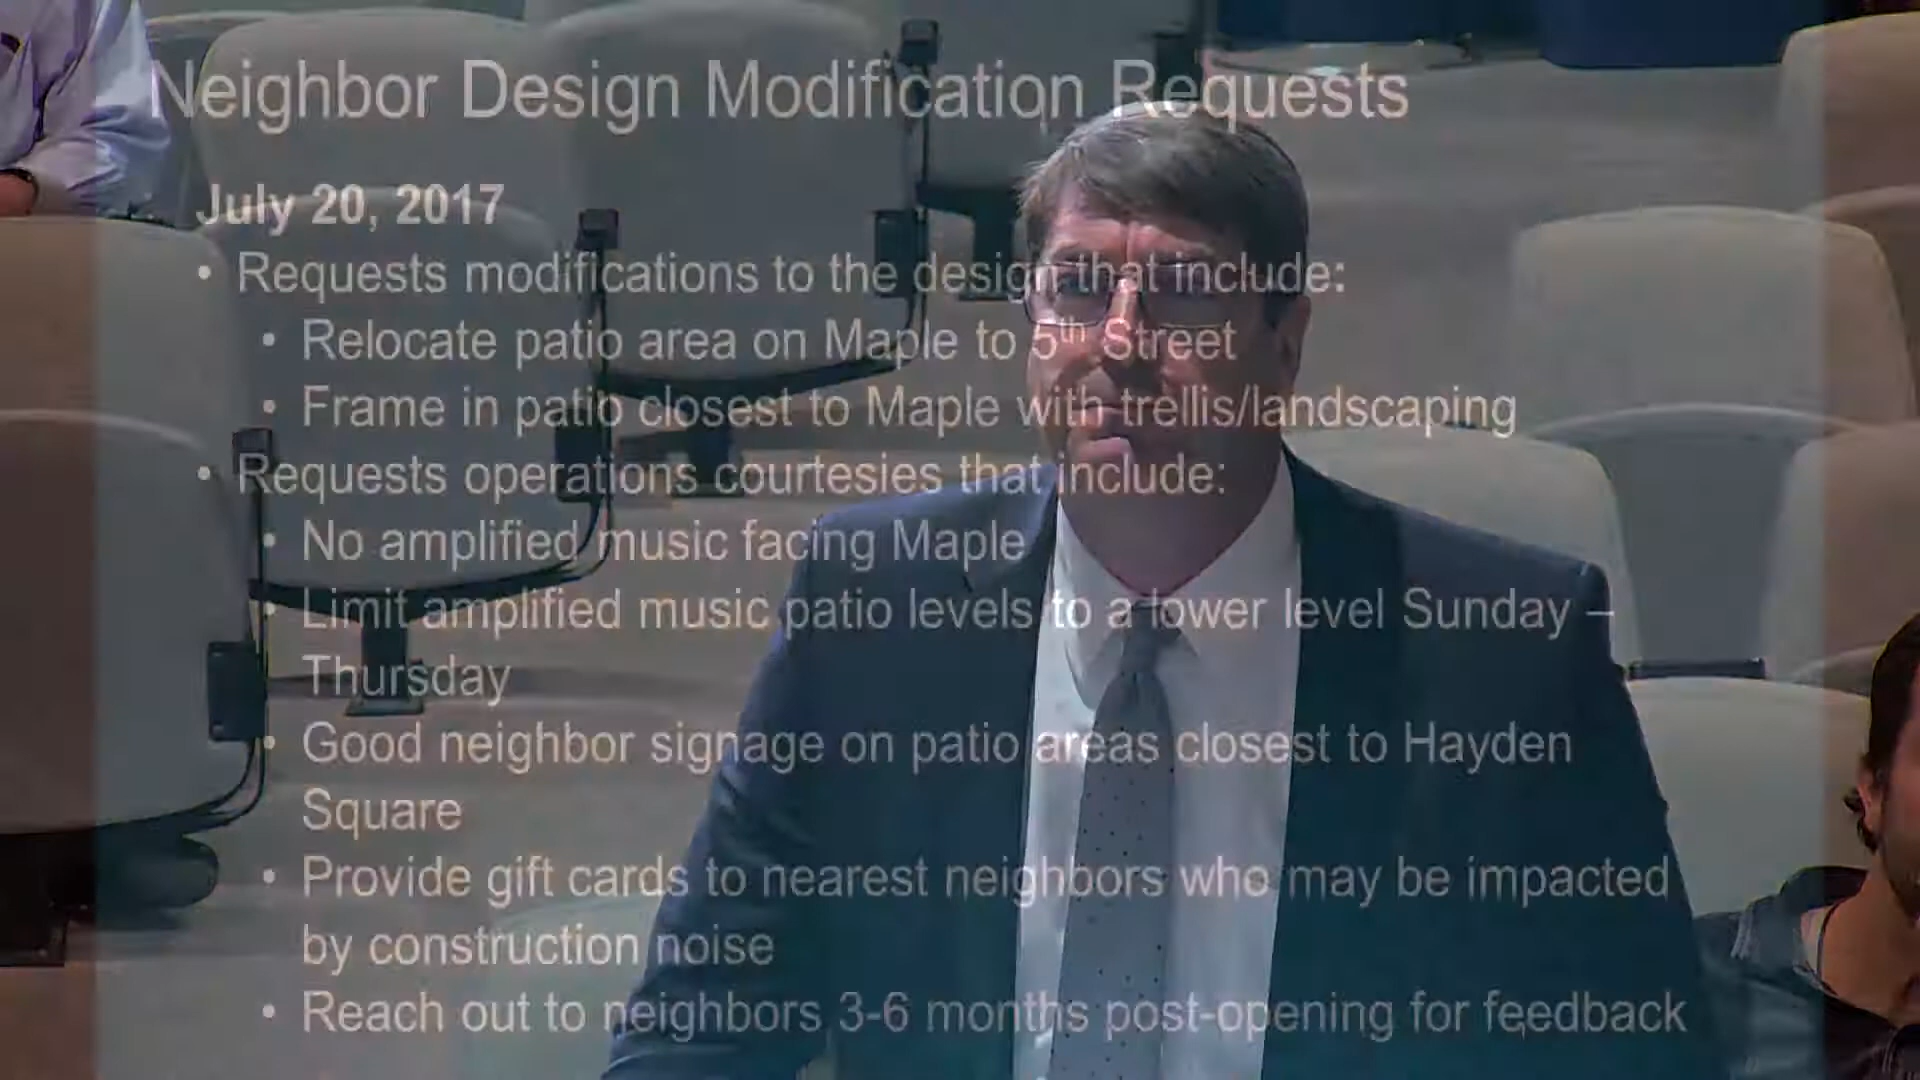 Neighbor Design Modification Requests
July 20, 2017
• Requests modifications to the design that include:
• Relocate patio area on Maple to 5th Street
• Frame in patio closest to Maple with trellis/landscaping
• Requests operations courtesies that include:
• No amplified music facing Maple
• Limit amplified music patio levels to a lower level Sunday –
Thursday
• Good neighbor signage on patio areas closest to Hayden
Square
• Provide gift cards to nearest neighbors who may be impacted
by construction noise
• Reach out to neighbors 3-6 months post-opening for feedback